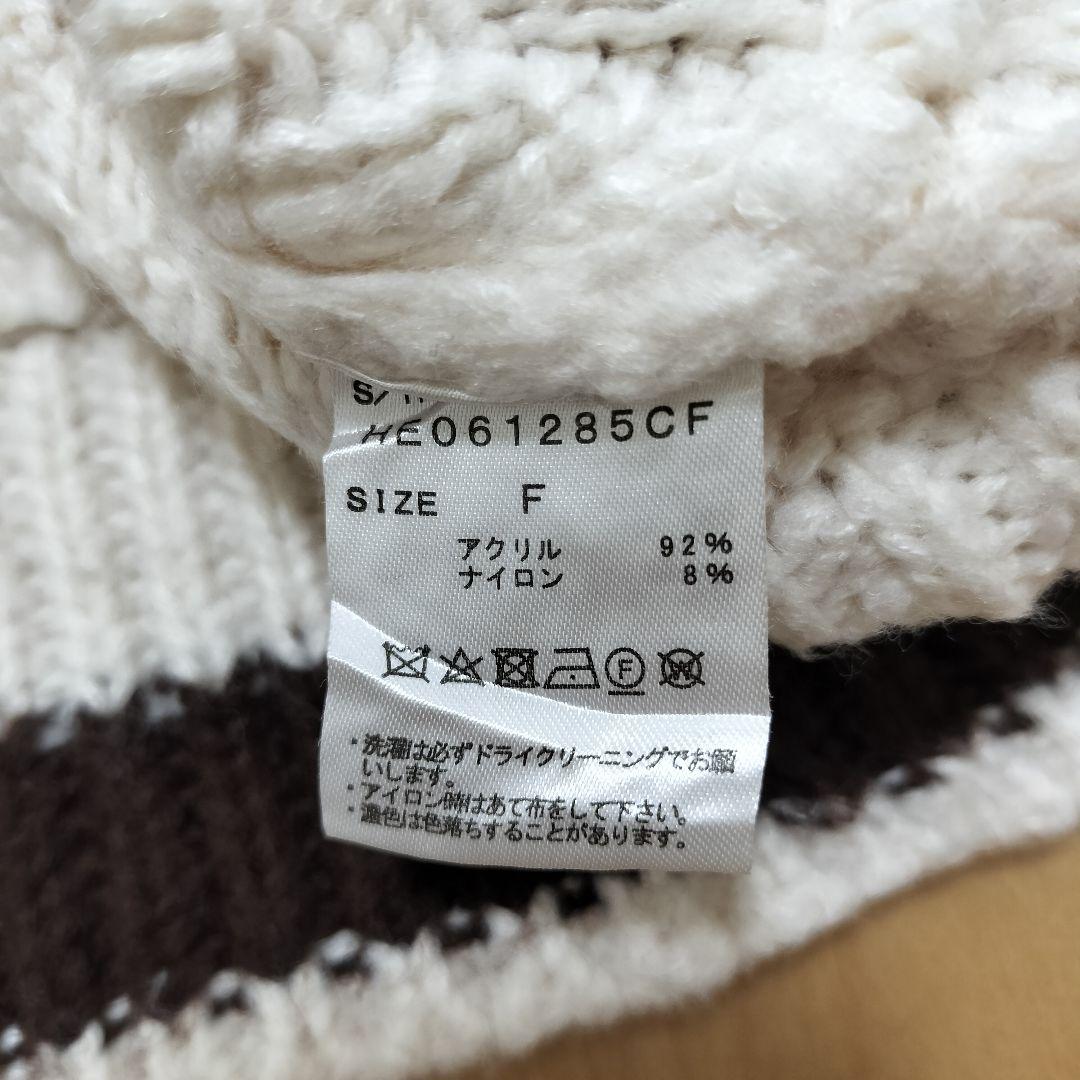 HE061285CF
SIZE F
アクリル 92%
ナイロン 8%
F
W
・洗濯は必ずドライクリーニングでお願
いします。
・アイロン時はあて布をして下さい。
・濃色は色落ちすることがあります。